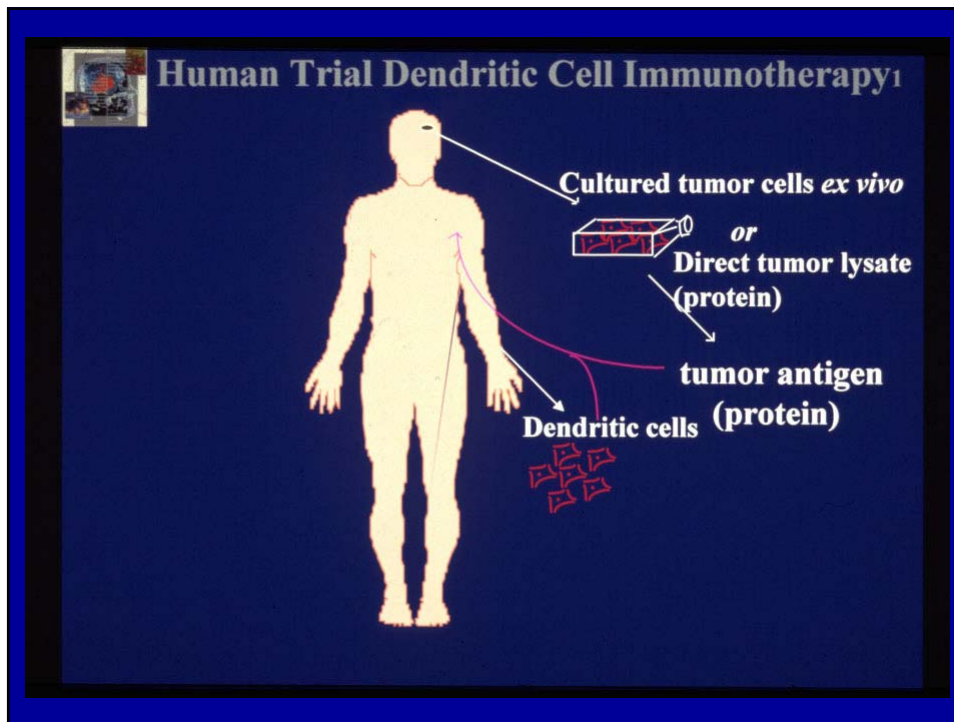 Human Trial Dendritic Cell Immunotherapy1
Cultured tumor cells ex vivo
or
Direct tumor lysate
(protein)
tumor antigen
(protein)
Dendritic cells